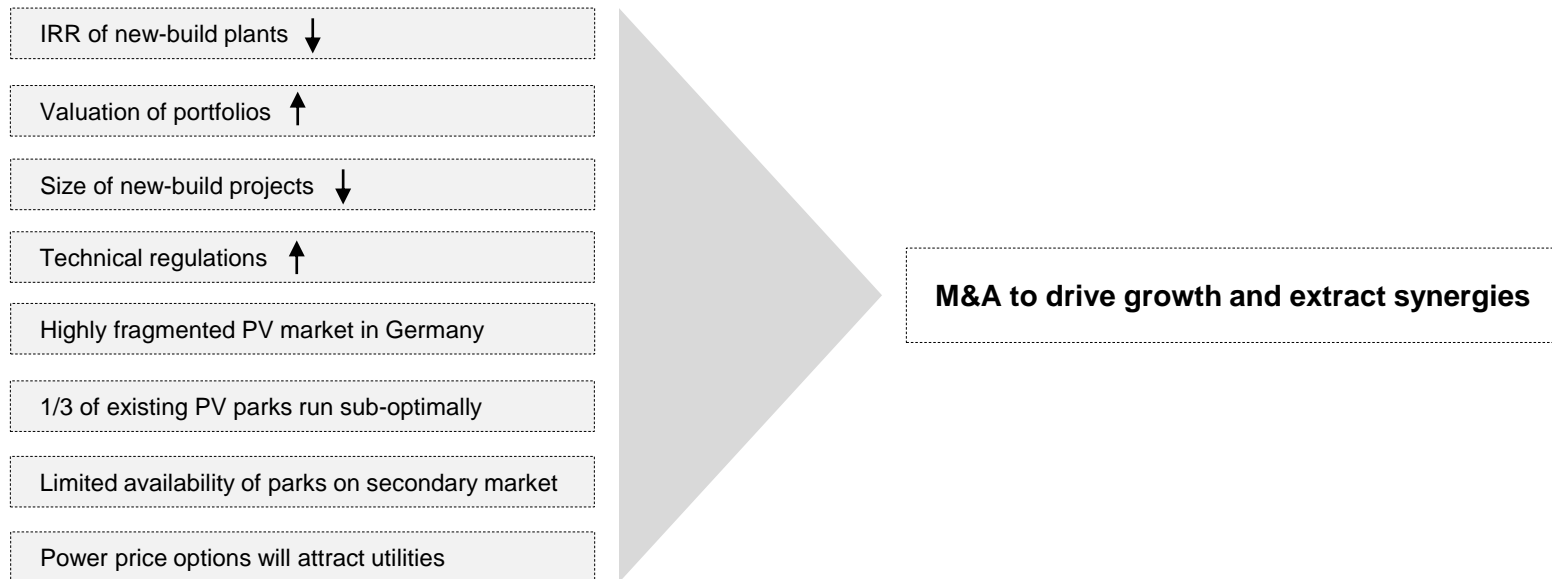 IRR of new-build plants ↓
Valuation of portfolios ↑
Size of new-build projects ↓
Technical regulations ↑
Highly fragmented PV market in Germany
1/3 of existing PV parks run sub-optimally
Limited availability of parks on secondary market
Power price options will attract utilities
M&A to drive growth and extract synergies